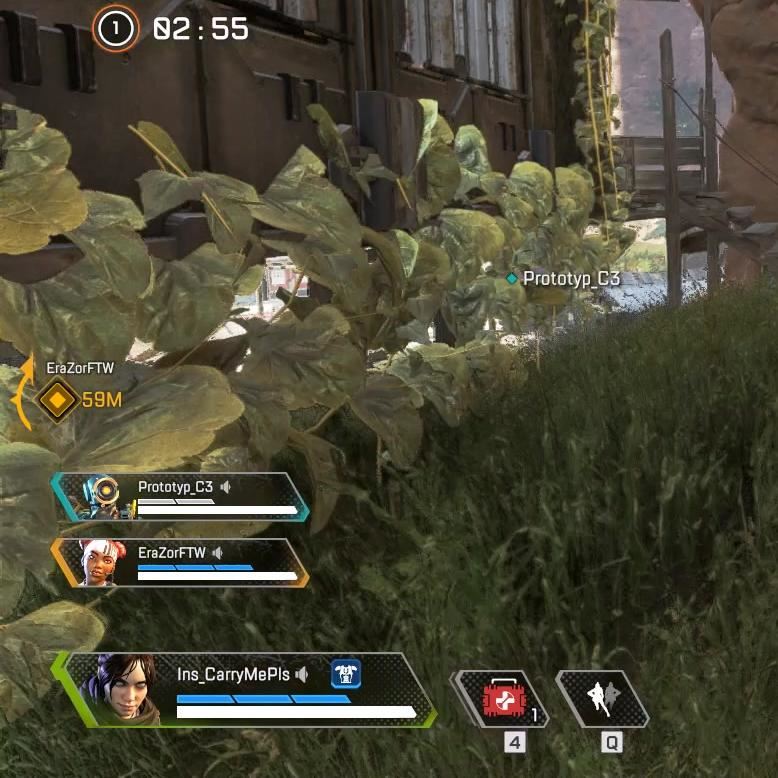 1 02:55
Prototyp_C3
EraZorFTW
59M
Prototyp_C3
EraZorFTW
Ins_CarryMePls
1
4 Q